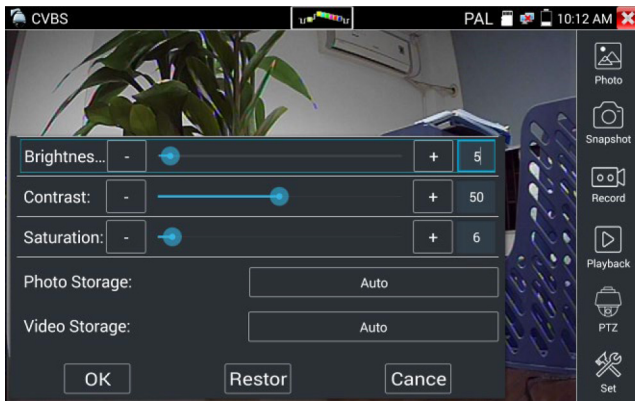 CVBS PAL 10:12 AM
Photo
Snapshot
Brightnes... - + 5
Contrast: - + 50
Record
Saturation: - + 6
Playback
Photo Storage: Auto
Video Storage: Auto
PTZ
OK Restor Cance
Set